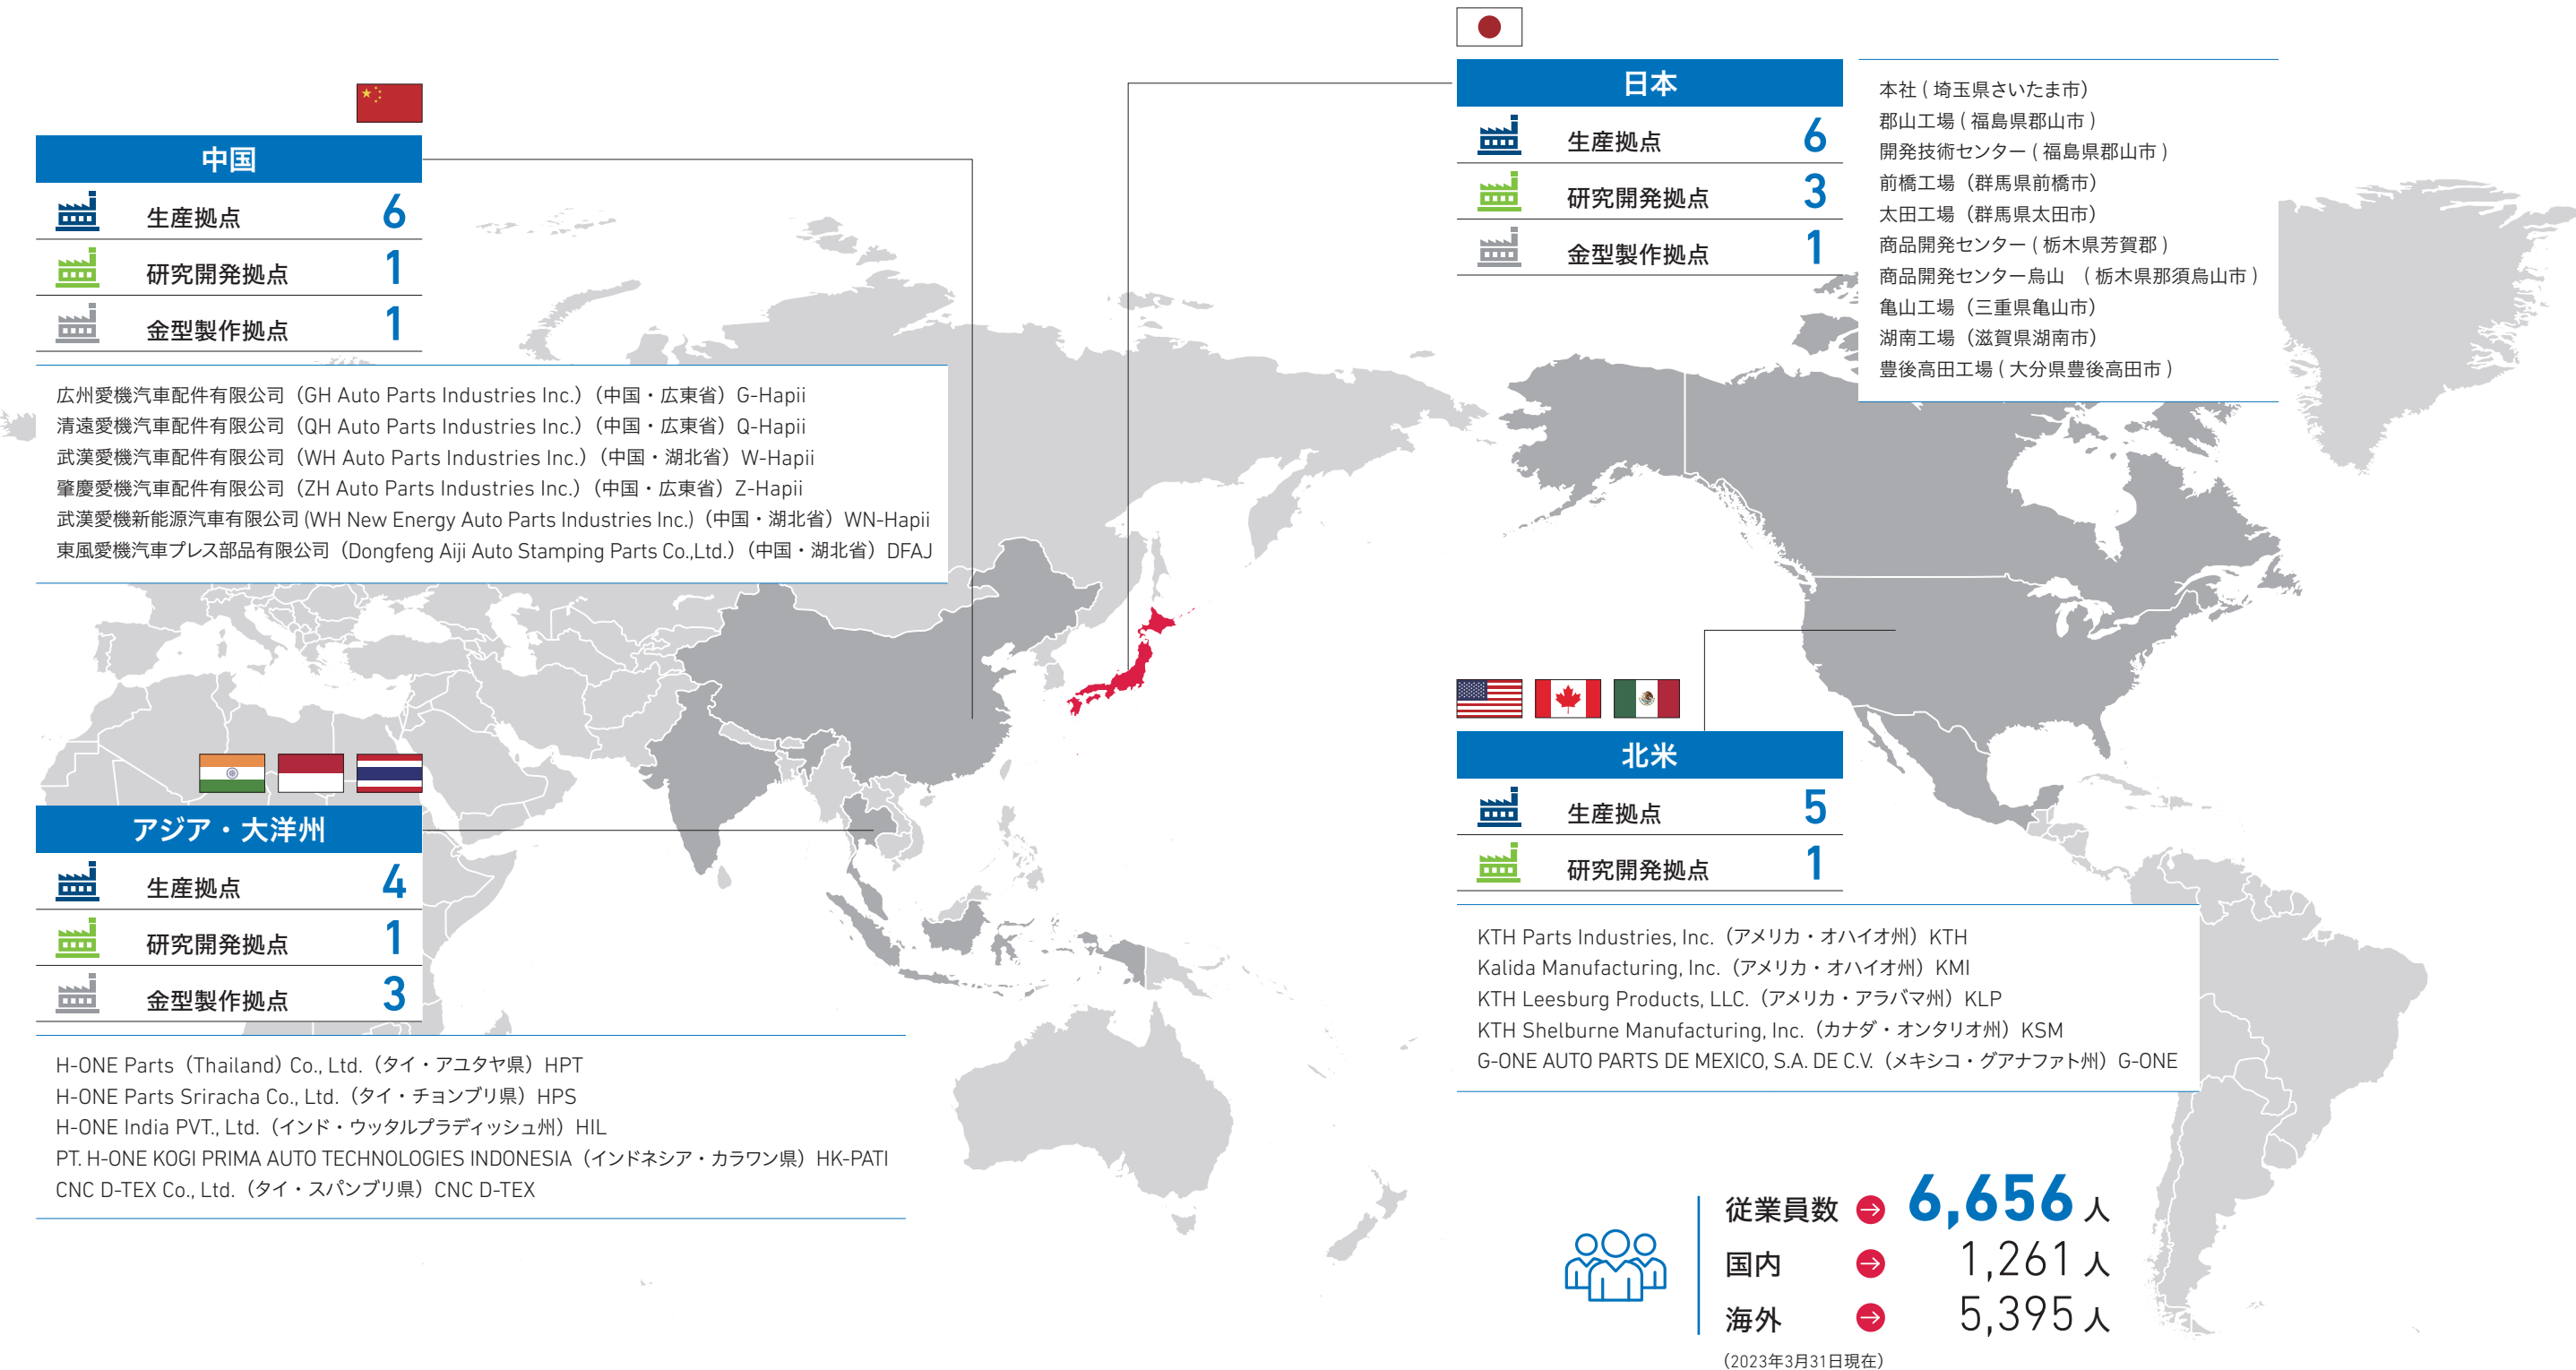 中国
生産拠点 6
研究開発拠点 1
金型製作拠点 1
広州愛機汽車配件有限公司（GH Auto Parts Industries Inc.）（中国・広東省）G-Hapii
清遠愛機汽車配件有限公司（QH Auto Parts Industries Inc.）（中国・広東省）Q-Hapii
武漢愛機汽車配件有限公司（WH Auto Parts Industries Inc.）（中国・湖北省）W-Hapii
肇慶愛機汽車配件有限公司（ZH Auto Parts Industries Inc.）（中国・広東省）Z-Hapii
武漢愛機新能源汽車有限公司 (WH New Energy Auto Parts Industries Inc.)（中国・湖北省）WN-Hapii
東風愛機汽車プレス部品有限公司（Dongfeng Aiji Auto Stamping Parts Co.,Ltd.）（中国・湖北省）DFAJ
アジア・大洋州
生産拠点 4
研究開発拠点 1
金型製作拠点 3
H-ONE Parts（Thailand）Co., Ltd.（タイ・アユタヤ県）HPT
H-ONE Parts Sriracha Co., Ltd.（タイ・チョンブリ県）HPS
H-ONE India PVT., Ltd.（インド・ウッタルプラディッシュ州）HIL
PT. H-ONE KOGI PRIMA AUTO TECHNOLOGIES INDONESIA（インドネシア・カラワン県）HK-PATI
CNC D-TEX Co., Ltd.（タイ・スパンブリ県）CNC D-TEX
日本
生産拠点 6
研究開発拠点 3
金型製作拠点 1
本社 ( 埼玉県さいたま市）
郡山工場 ( 福島県郡山市 )
開発技術センター ( 福島県郡山市 )
前橋工場（群馬県前橋市）
太田工場（群馬県太田市）
商品開発センター ( 栃木県芳賀郡 )
商品開発センター烏山 ( 栃木県那須烏山市 )
亀山工場（三重県亀山市）
湖南工場（滋賀県湖南市）
豊後高田工場 ( 大分県豊後高田市 )
北米
生産拠点 5
研究開発拠点 1
KTH Parts Industries, Inc.（アメリカ・オハイオ州）KTH
Kalida Manufacturing, Inc.（アメリカ・オハイオ州）KMI
KTH Leesburg Products, LLC.（アメリカ・アラバマ州）KLP
KTH Shelburne Manufacturing, Inc.（カナダ・オンタリオ州）KSM
G-ONE AUTO PARTS DE MEXICO, S.A. DE C.V.（メキシコ・グアナファト州）G-ONE
従業員数 6,656 人
国内 1,261 人
海外 5,395 人
（2023年3月31日現在）